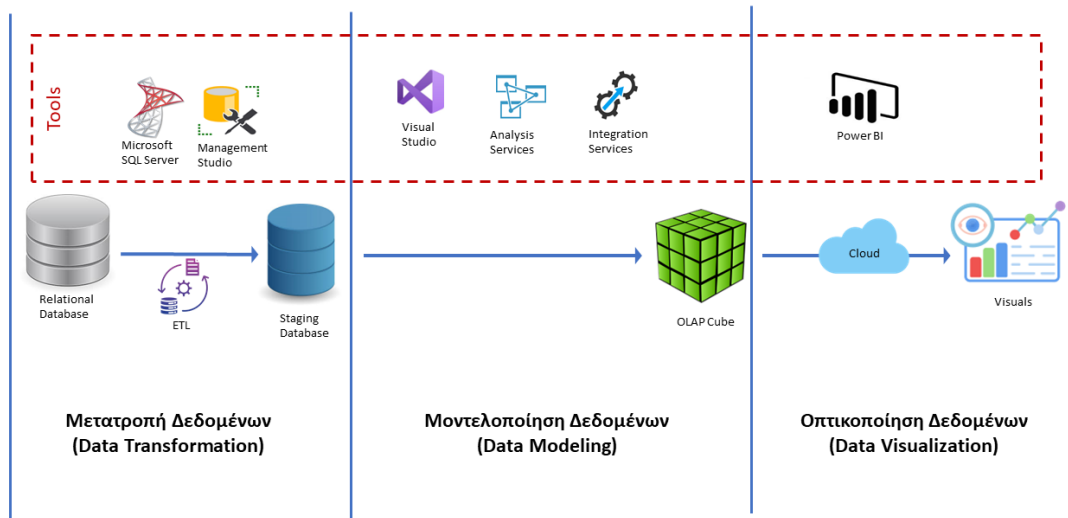 Tools
Microsoft
SQL Server
Management
Studio
Visual
Studio
Analysis
Services
Integration
Services
Power BI
Relational
Database
ETL
Staging
Database
OLAP Cube
Cloud
Visuals
Μετατροπή Δεδομένων
(Data Transformation)
Μοντελοποίηση Δεδομένων
(Data Modeling)
Οπτικοποίηση Δεδομένων
(Data Visualization)